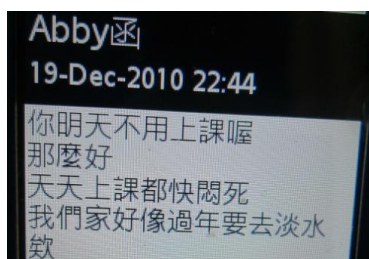 Abby函
19-Dec-2010 22:44
你明天不用上課喔
那麼好
天天上課都快悶死
我們家好像過年要去淡水
欸